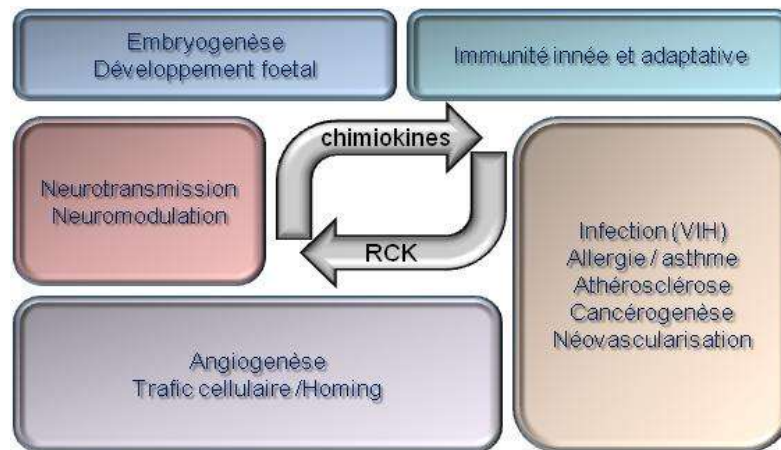 Embryogenèse
Développement foetal
Immunité innée et adaptative
chimiokines
Neurotransmission
Neuromodulation
RCK
Infection (VIH)
Allergie / asthme
Athérosclérose
Cancérogenèse
Néovascularisation
Angiogenèse
Trafic cellulaire /Homing